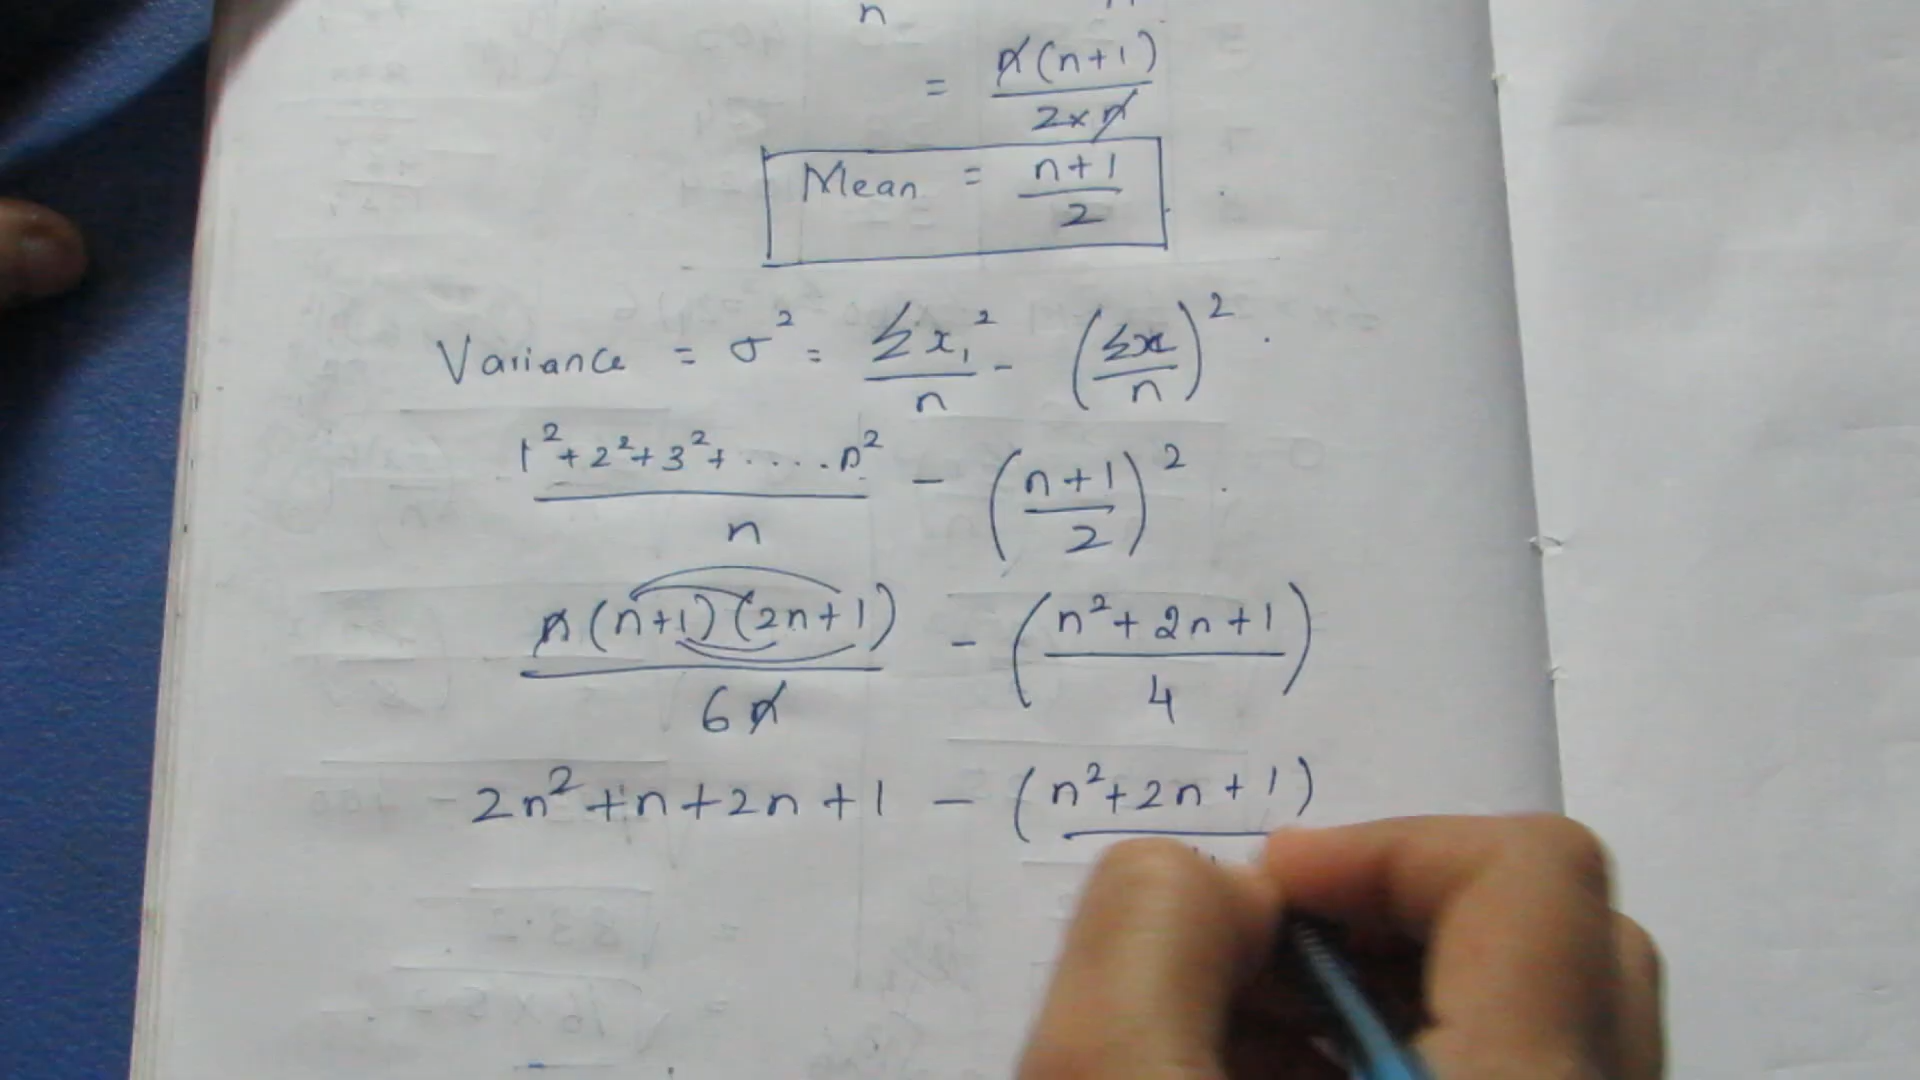 n
= n(n+1)
2×n
Mean = n+1
2
Variance = σ² = Σx₁² - (Σx)².
n n
1²+2²+3²+.....n² - (n+1)².
n 2
n(n+1)(2n+1) - (n²+2n+1)
6n 4
2n²+n+2n+1 - (n²+2n+1)